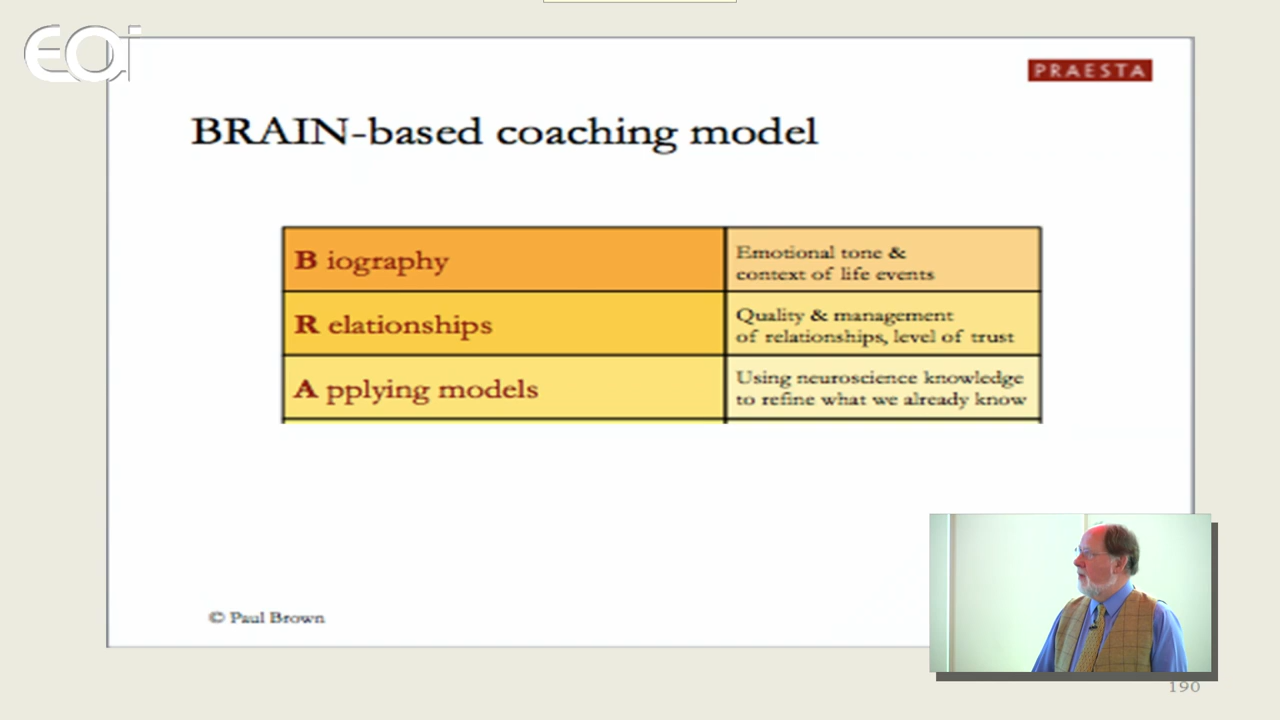 EAi
PRAESTA
BRAIN-based coaching model
B iography
Emotional tone &
context of life events
R elationships
Quality & management
of relationships, level of trust
A pplying models
Using neuroscience knowledge
to refine what we already know
© Paul Brown
190